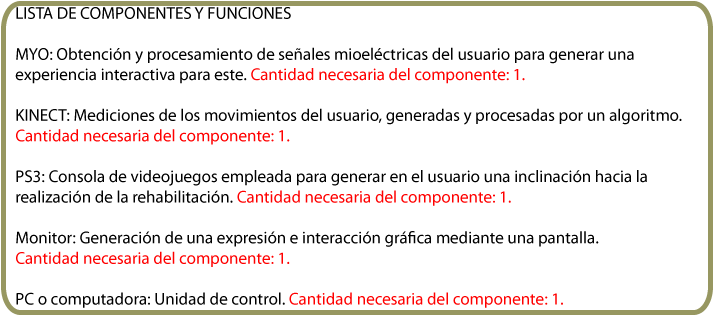 LISTA DE COMPONENTES Y FUNCIONES
MYO: Obtención y procesamiento de señales mioeléctricas del usuario para generar una
experiencia interactiva para este. Cantidad necesaria del componente: 1.
KINECT: Mediciones de los movimientos del usuario, generadas y procesadas por un algoritmo.
Cantidad necesaria del componente: 1.
PS3: Consola de videojuegos empleada para generar en el usuario una inclinación hacia la
realización de la rehabilitación. Cantidad necesaria del componente: 1.
Monitor: Generación de una expresión e interacción gráfica mediante una pantalla.
Cantidad necesaria del componente: 1.
PC o computadora: Unidad de control. Cantidad necesaria del componente: 1.